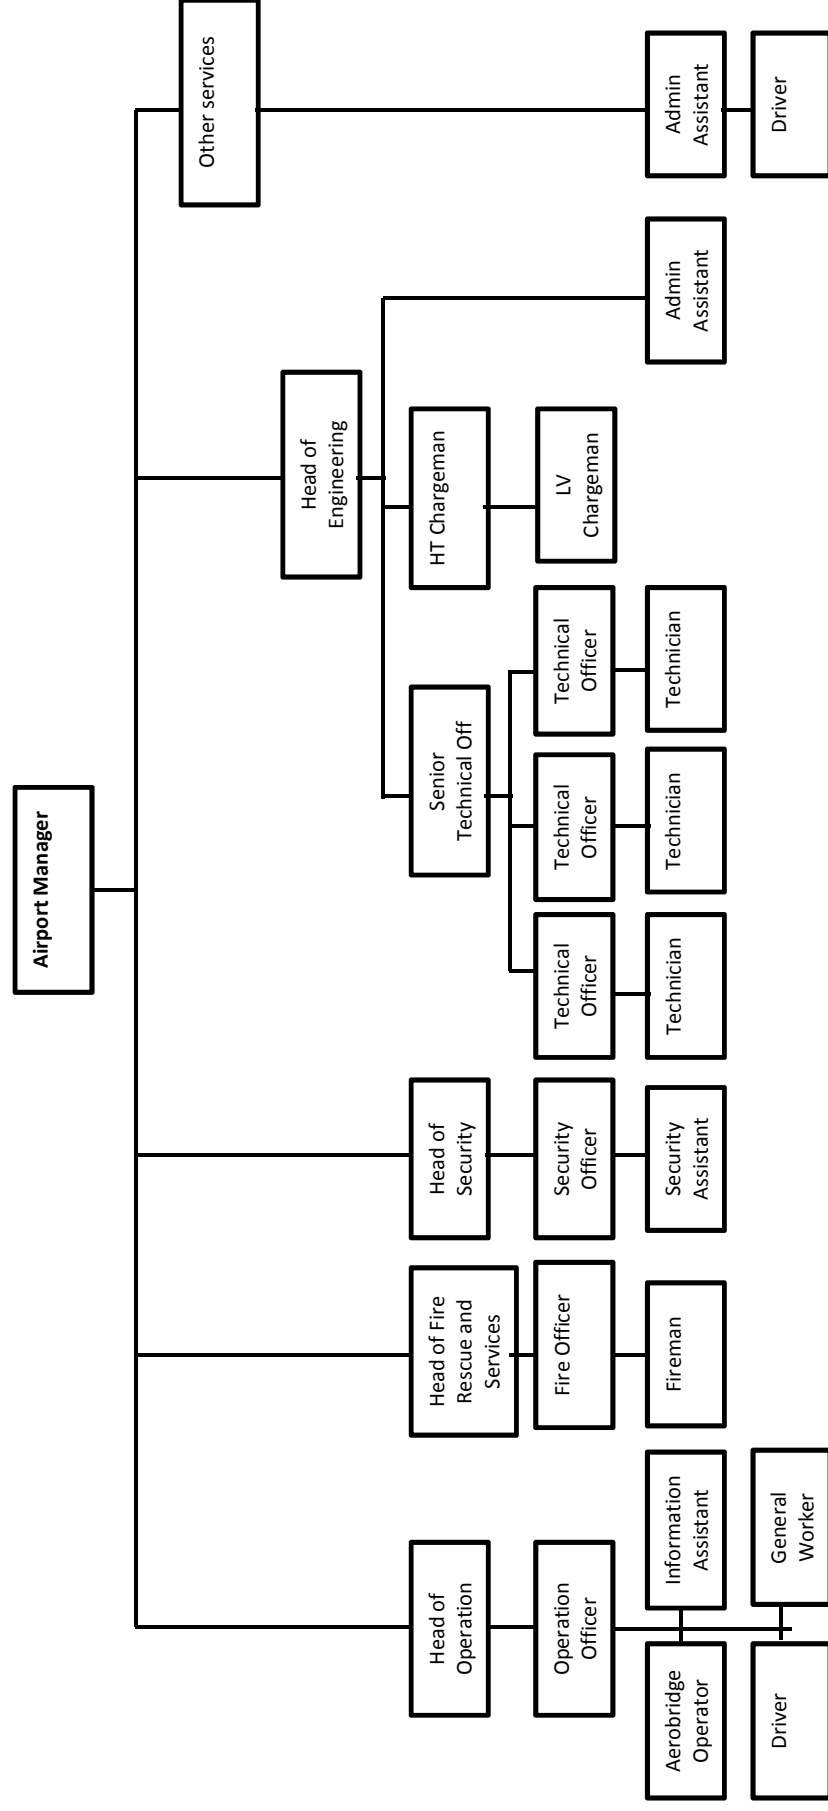 Airport Manager
Other services
Head of
Engineering
Head of
Operation
Head of Fire
Rescue and
Services
Head of
Security
Senior
Technical Off
HT Chargeman
Operation
Officer
Fire Officer
Security
Officer
Technical
Officer
Technical
Officer
Technical
Officer
LV
Chargeman
Aerobridge
Operator
Information
Assistant
Fireman
Security
Assistant
Technician
Technician
Technician
Admin
Assistant
Admin
Assistant
Driver
General
Worker
Driver